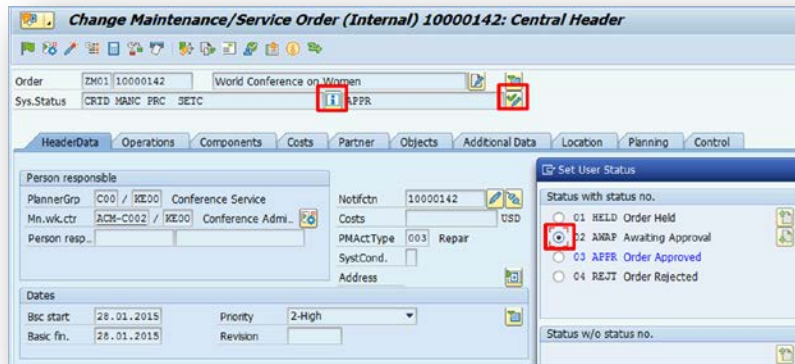 Change Maintenance/Service Order (Internal) 10000142: Central Header
Order ZM01 10000142 World Conference on Women
Sys.Status CRTD MANC PRC SETC APPR
HeaderData Operations Components Costs Partner Objects Additional Data Location Planning Control
Person responsble
PlannerGrp C00 / KE00 Conference Service
Mn.wk.ctr ACM-C002 / KE00 Conference Admi..
Person resp..
Notifctn 10000142
Costs USD
PMActType 003 Repar
SystCond.
Address
Dates
Bsc start 28.01.2015 Priority 2-High
Basic fin. 28.01.2015 Revision
Set User Status
Status with status no.
01 HELD Order Held
02 AWAP Awaiting Approval
03 APPR Order Approved
04 REJT Order Rejected
Status w/o status no.